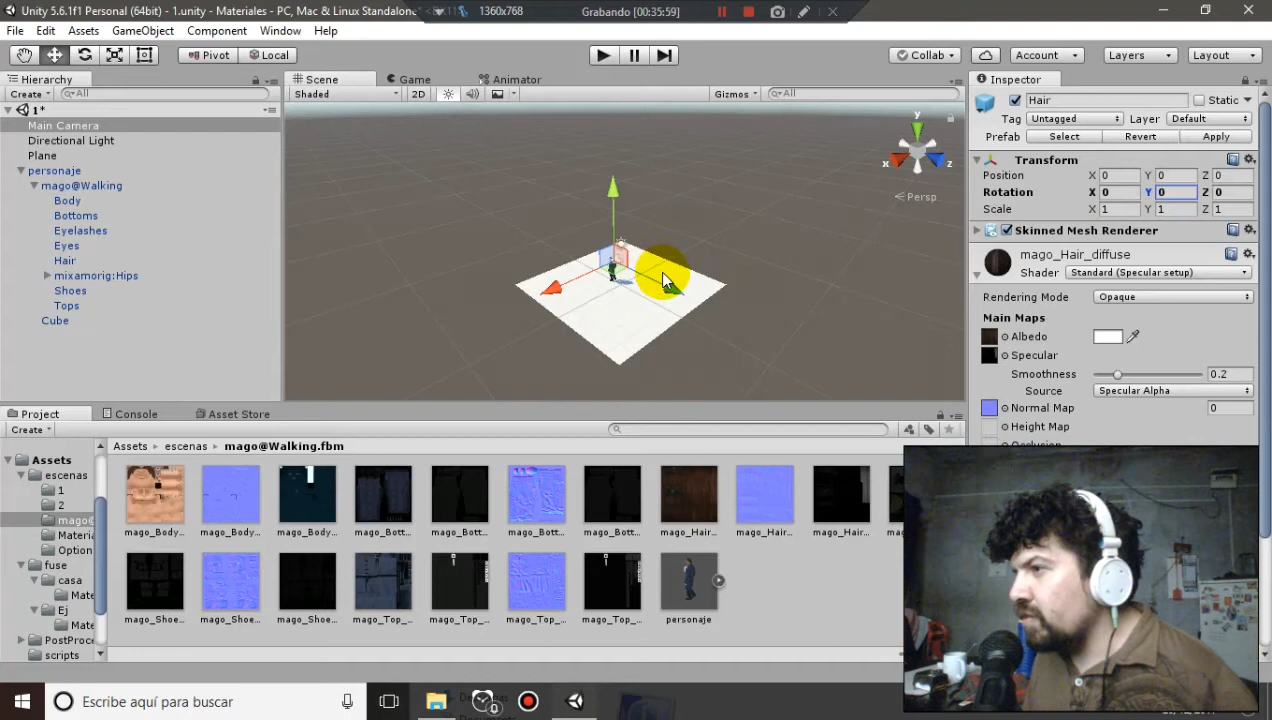 Unity 5.6.1f1 Personal (64bit) - 1.unity - Materiales - PC, Mac & Linux Standalone
1360x768
Grabando [00:35:59]
File Edit Assets GameObject Component Window Help
Pivot Local
Collab Account Layers Layout
Hierarchy
Create All
1*
Main Camera
Directional Light
Plane
personaje
mago@Walking
Body
Bottoms
Eyelashes
Eyes
Hair
mixamorig:Hips
Shoes
Tops
Cube
Scene Game Animator
Shaded 2D Gizmos All
y
x z
Persp
Inspector
Hair Static
Tag Untagged Layer Default
Prefab Select Revert Apply
Transform
Position X 0 Y 0 Z 0
Rotation X 0 Y 0 Z 0
Scale X 1 Y 1 Z 1
Skinned Mesh Renderer
mago_Hair_diffuse
Shader Standard (Specular setup)
Rendering Mode Opaque
Main Maps
Albedo
Specular
Smoothness 0.2
Source Specular Alpha
Normal Map 0
Height Map
Project Console Asset Store
Create
Assets
escenas
1
2
mago@
Materia
Option
fuse
casa
Mate
Ej
Mate
PostProce
scripts
Assets escenas mago@Walking.fbm
mago_Body mago_Body... mago_Body... mago_Bott... mago_Bott... mago_Bott... mago_Bott... mago_Hair... mago_Hair... mago_Hair...
mago_Shoe... mago_Shoe... mago_Shoe... mago_Top_... mago_Top_... mago_Top_... mago_Top_... personaje
Escribe aquí para buscar